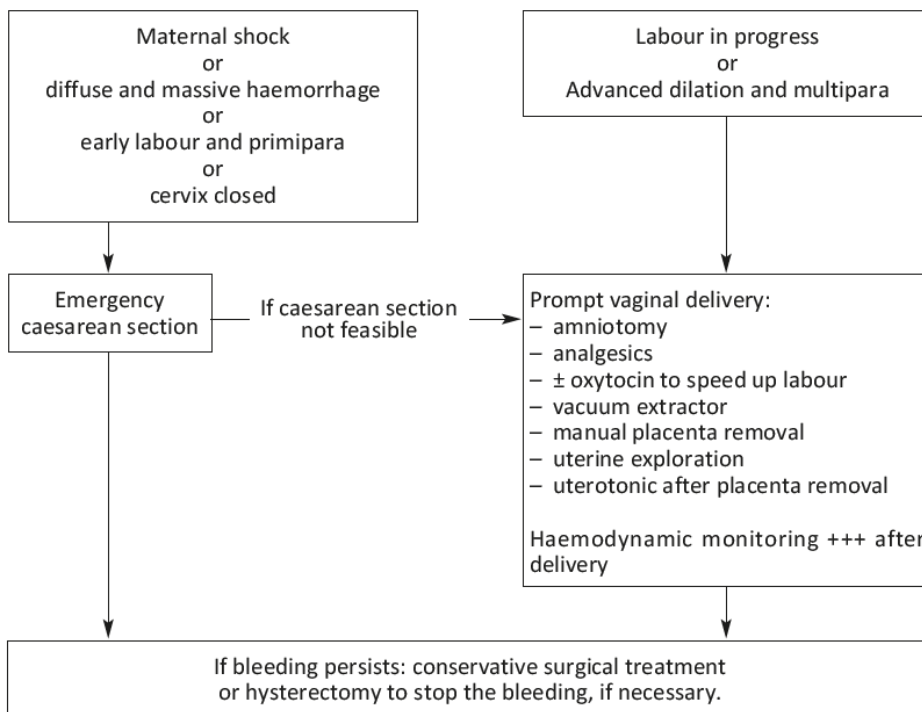 Maternal shock
or
diffuse and massive haemorrhage
or
early labour and primipara
or
cervix closed
Labour in progress
or
Advanced dilation and multipara
Emergency
caesarean section
If caesarean section
not feasible
Prompt vaginal delivery:
– amniotomy
– analgesics
– ± oxytocin to speed up labour
– vacuum extractor
– manual placenta removal
– uterine exploration
– uterotonic after placenta removal
Haemodynamic monitoring +++ after
delivery
If bleeding persists: conservative surgical treatment
or hysterectomy to stop the bleeding, if necessary.